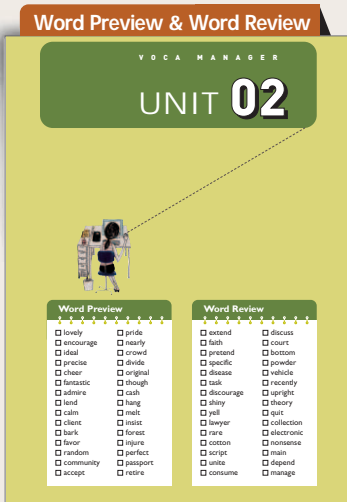 Word Preview & Word Review
VOCA MANAGER
UNIT 02
Word Preview
lovely
encourage
ideal
precise
cheer
fantastic
admire
lend
calm
client
bark
favor
random
community
accept
pride
nearly
crowd
divide
original
though
cash
hang
melt
insist
forest
injure
perfect
passport
retire
Word Review
extend
faith
pretend
specific
disease
task
discourage
shiny
yell
lawyer
rare
cotton
script
unite
consume
discuss
court
bottom
powder
vehicle
recently
upright
theory
quit
collection
electronic
nonsense
main
depend
manage